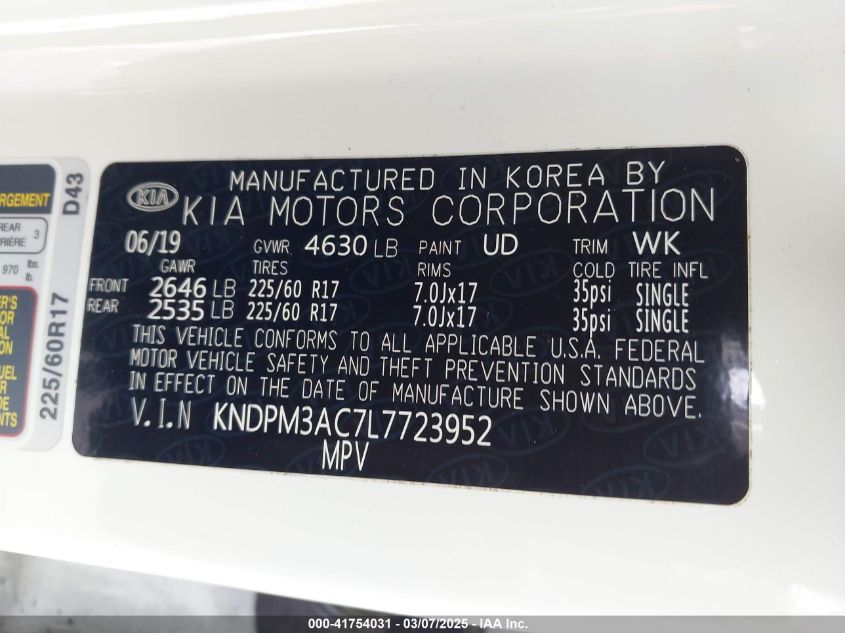 MANUFACTURED IN KOREA BY
KIA
KIA MOTORS CORPORATION
06/19 GVWR 4630 LB PAINT UD TRIM WK
GAWR TIRES RIMS COLD TIRE INFL
FRONT 2646 LB 225/60 R17 7.0Jx17 35psi SINGLE
REAR 2535 LB 225/60 R17 7.0Jx17 35psi SINGLE
THIS VEHICLE CONFORMS TO ALL APPLICABLE U.S.A. FEDERAL
MOTOR VEHICLE SAFETY AND THEFT PREVENTION STANDARDS
IN EFFECT ON THE DATE OF MANUFACTURE SHOWN ABOVE.
V.I.N KNDPM3AC7L7723952
MPV
D43
225/60R17
REAR
3
970 lbs.
000-41754031 - 03/07/2025 - IAA Inc.